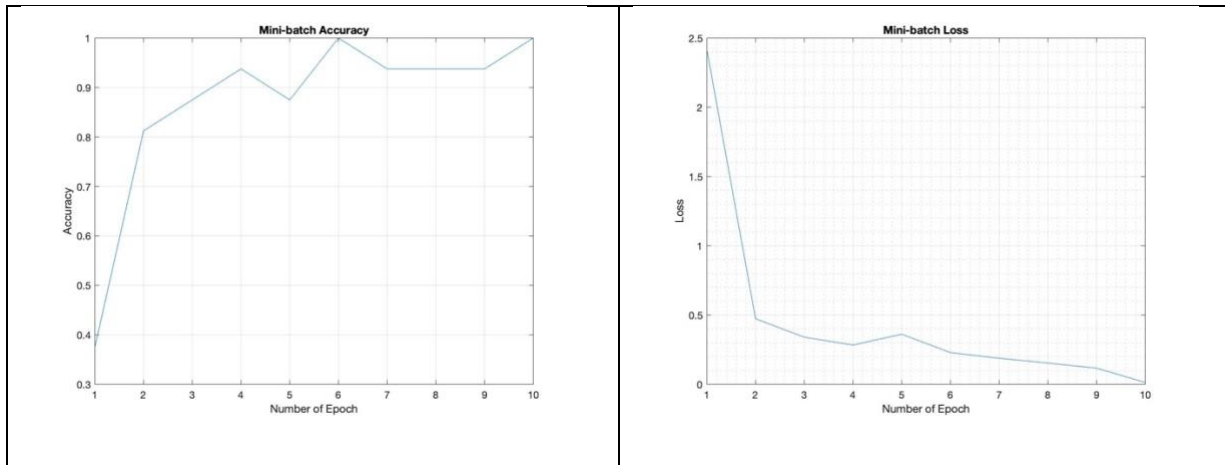 Mini-batch Accuracy
1
0.9
0.8
0.7
0.6
0.5
0.4
0.3
Accuracy
1 2 3 4 5 6 7 8 9 10
Number of Epoch
Mini-batch Loss
2.5
2
1.5
1
0.5
0
Loss
1 2 3 4 5 6 7 8 9 10
Number of Epoch